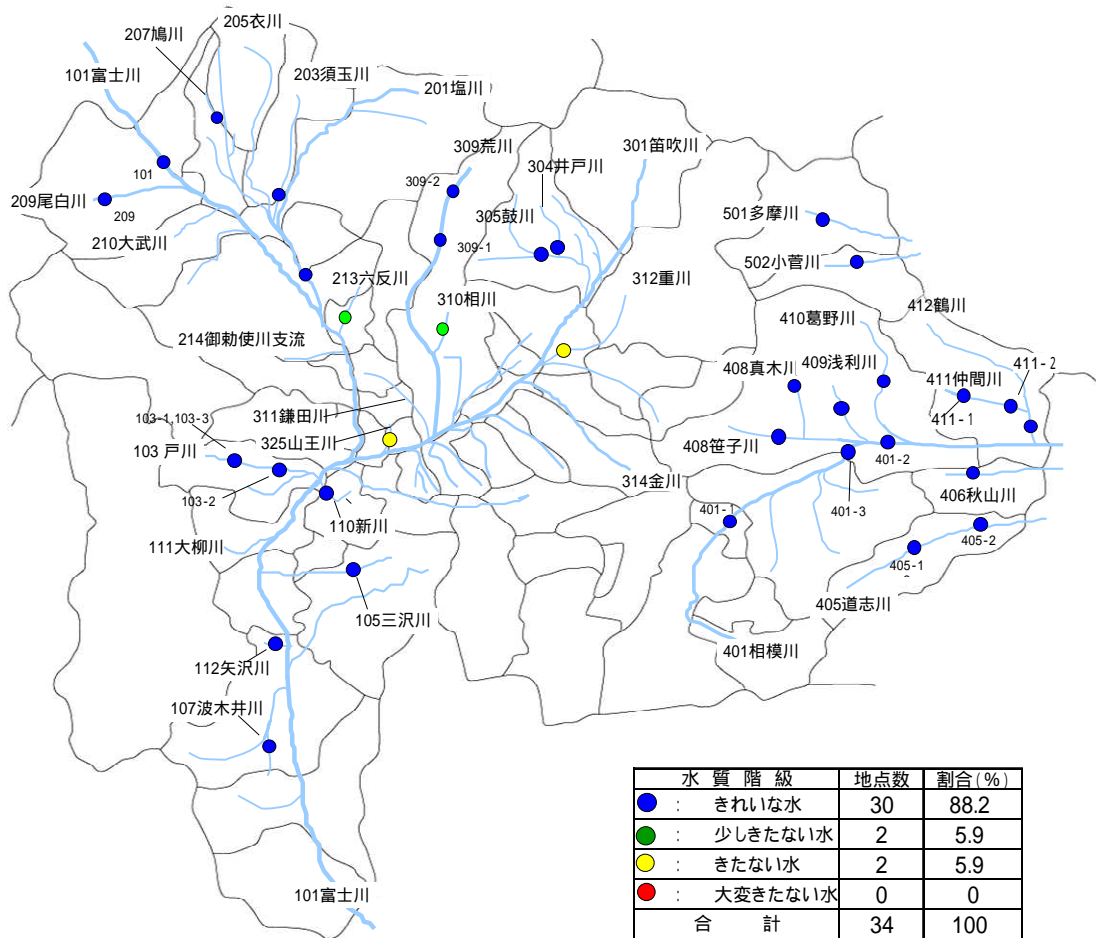 205衣川
207鳩川
203須玉川
101富士川
201塩川
309荒川
304井戸川
301笛吹川
101
309-2
209尾白川
209
305鼓川
501多摩川
210大武川
309-1
502小菅川
213六反川
310相川
312重川
412鶴川
410葛野川
214御勅使川支流
408真木川
409浅利川
411仲間川
411-2
411-1
103-1,103-3
311鎌田川
325山王川
103 戸川
408笹子川
401-2
103-2
314金川
406秋山川
401-1
401-3
110新川
111大柳川
405-2
405-1
105三沢川
405道志川
112矢沢川
401相模川
107波木井川
101富士川
水 質 階 級 地点数 割合(%)
: きれいな水 30 88.2
: 少しきたない水 2 5.9
: きたない水 2 5.9
: 大変きたない水 0 0
合 計 34 100